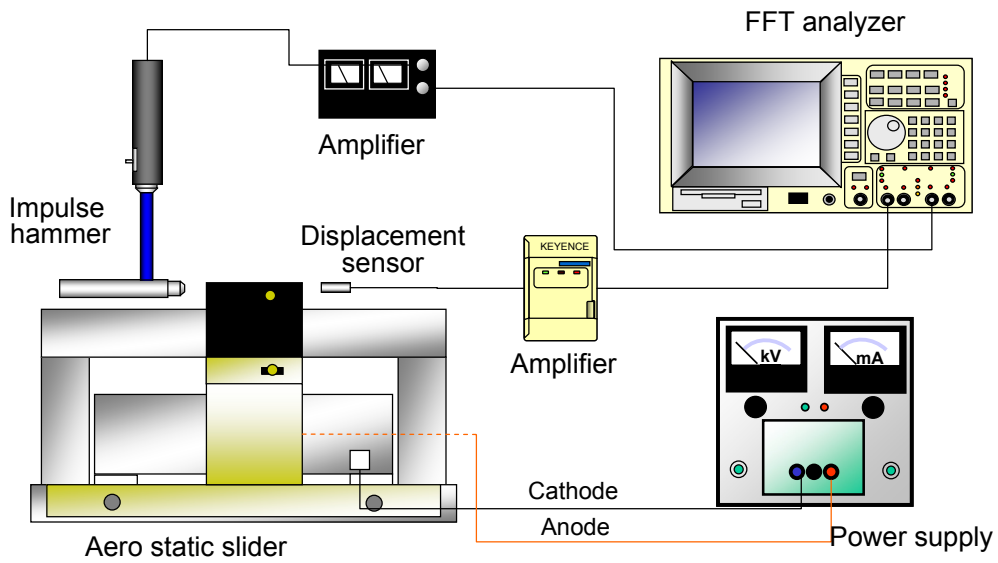 FFT analyzer
Amplifier
Impulse
hammer
Displacement
sensor
KEYENCE
Amplifier
kV
mA
Cathode
Anode
Power supply
Aero static slider